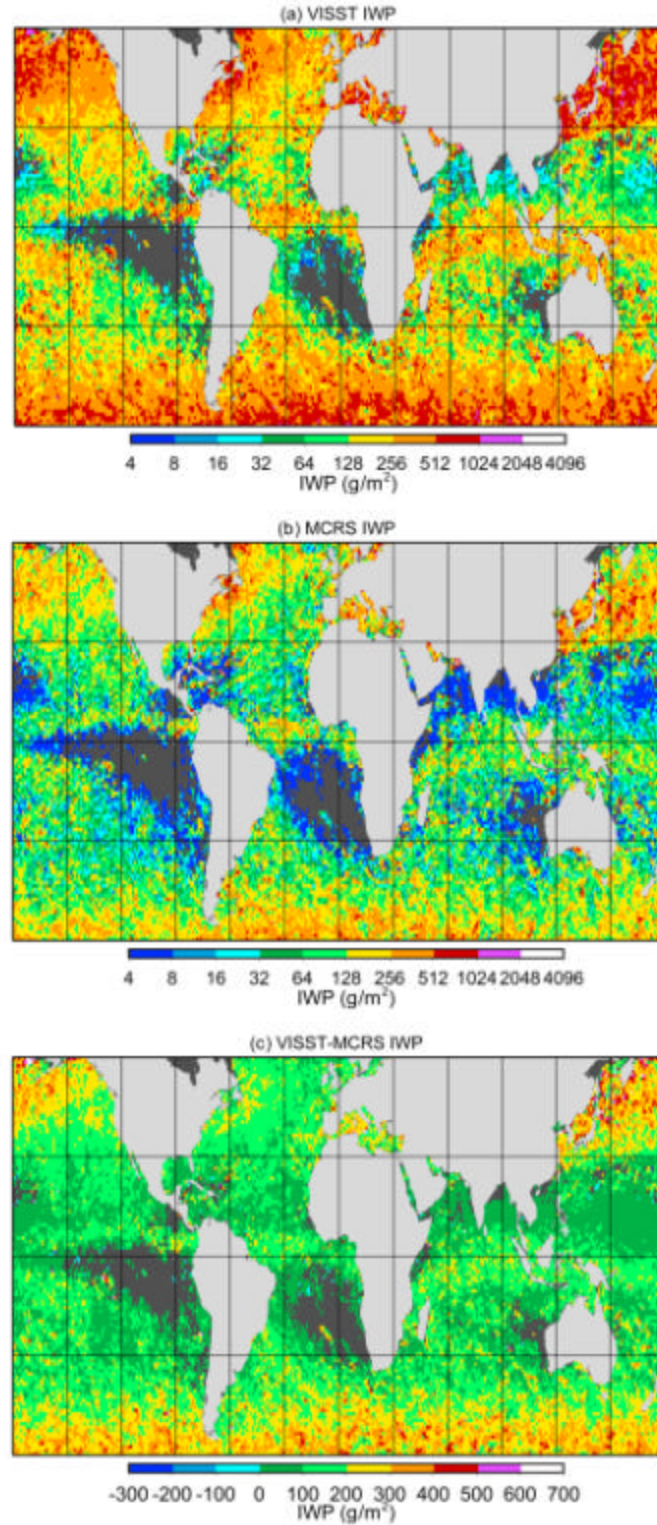 (a) VISST IWP
4 8 16 32 64 128 256 512 1024 2048 4096
IWP (g/m²)
(b) MCRS IWP
4 8 16 32 64 128 256 512 1024 2048 4096
IWP (g/m²)
(c) VISST-MCRS IWP
-300 -200 -100 0 100 200 300 400 500 600 700
IWP (g/m²)